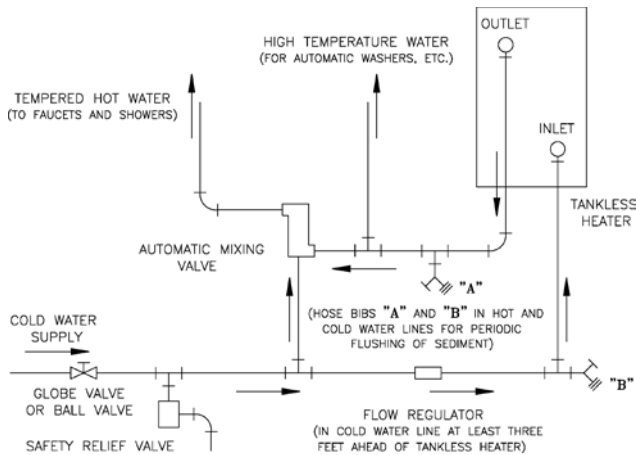 OUTLET
HIGH TEMPERATURE WATER
(FOR AUTOMATIC WASHERS, ETC.)
TEMPERED HOT WATER
(TO FAUCETS AND SHOWERS)
INLET
TANKLESS
HEATER
AUTOMATIC MIXING
VALVE
"A"
(HOSE BIBS "A" AND "B" IN HOT AND
COLD WATER LINES FOR PERIODIC
FLUSHING OF SEDIMENT)
COLD WATER
SUPPLY
"B"
GLOBE VALVE
OR BALL VALVE
FLOW REGULATOR
(IN COLD WATER LINE AT LEAST THREE
FEET AHEAD OF TANKLESS HEATER)
SAFETY RELIEF VALVE